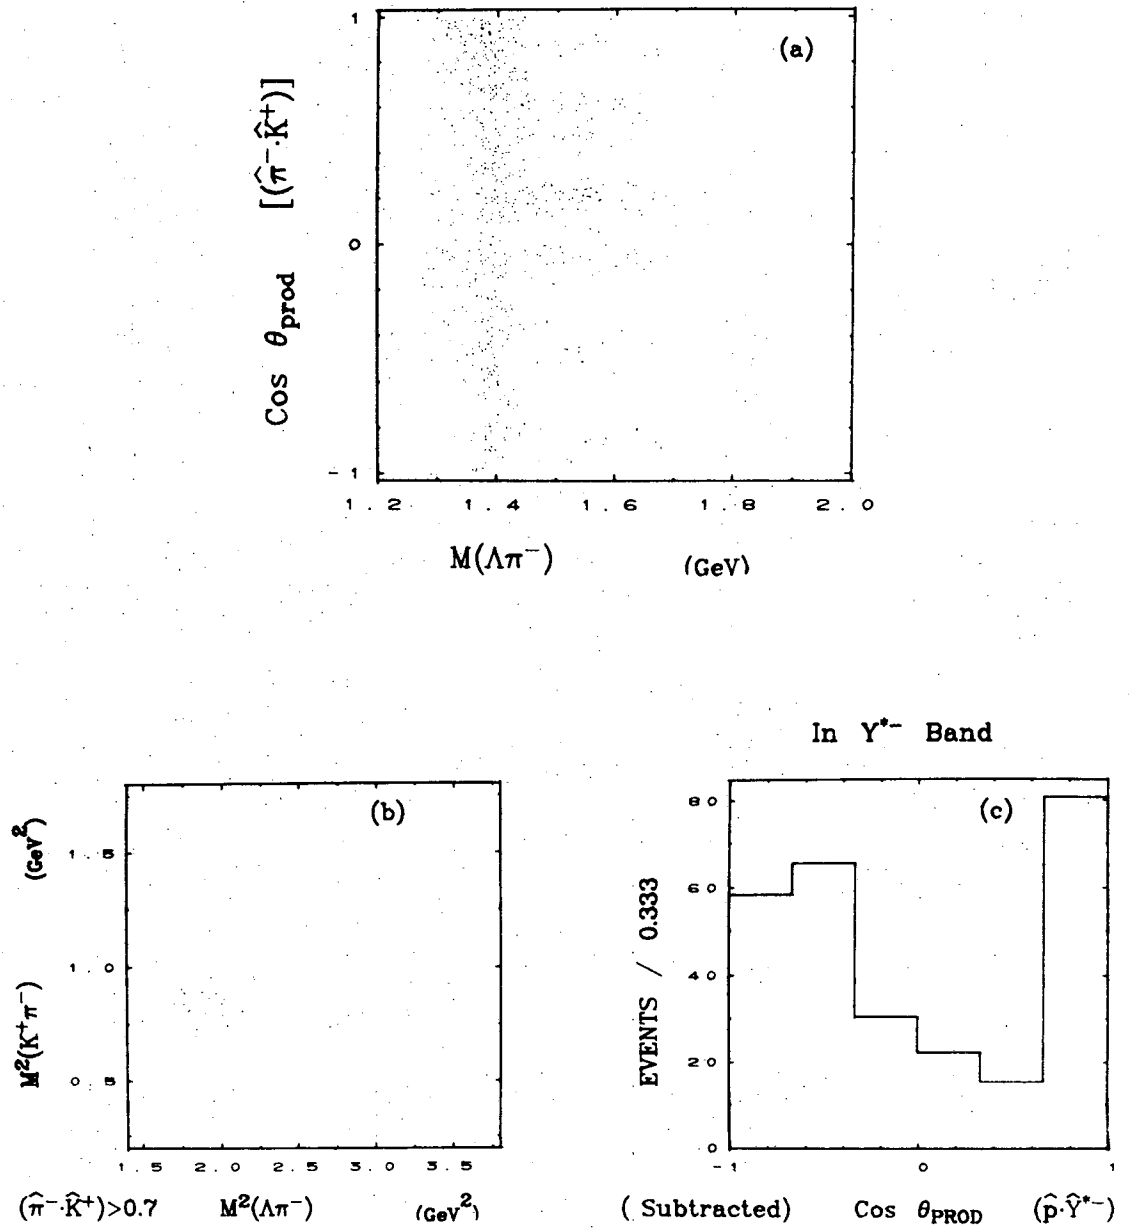 (a)
1
0
-1
Cos θprod [(π̂⁻·K̂⁺)]
1.2 1.4 1.6 1.8 2.0
M(Λπ⁻) (GeV)
In Y*⁻ Band
(b)
1.5
1.0
0.5
M²(K⁺π⁻) (GeV²)
1.5 2.0 2.5 3.0 3.5
(π̂⁻·K̂⁺)>0.7 M²(Λπ⁻) (GeV²)
(c)
80
60
40
20
0
EVENTS / 0.333
-1 0 1
(Subtracted) Cos θPROD (p̂·Ŷ*⁻)